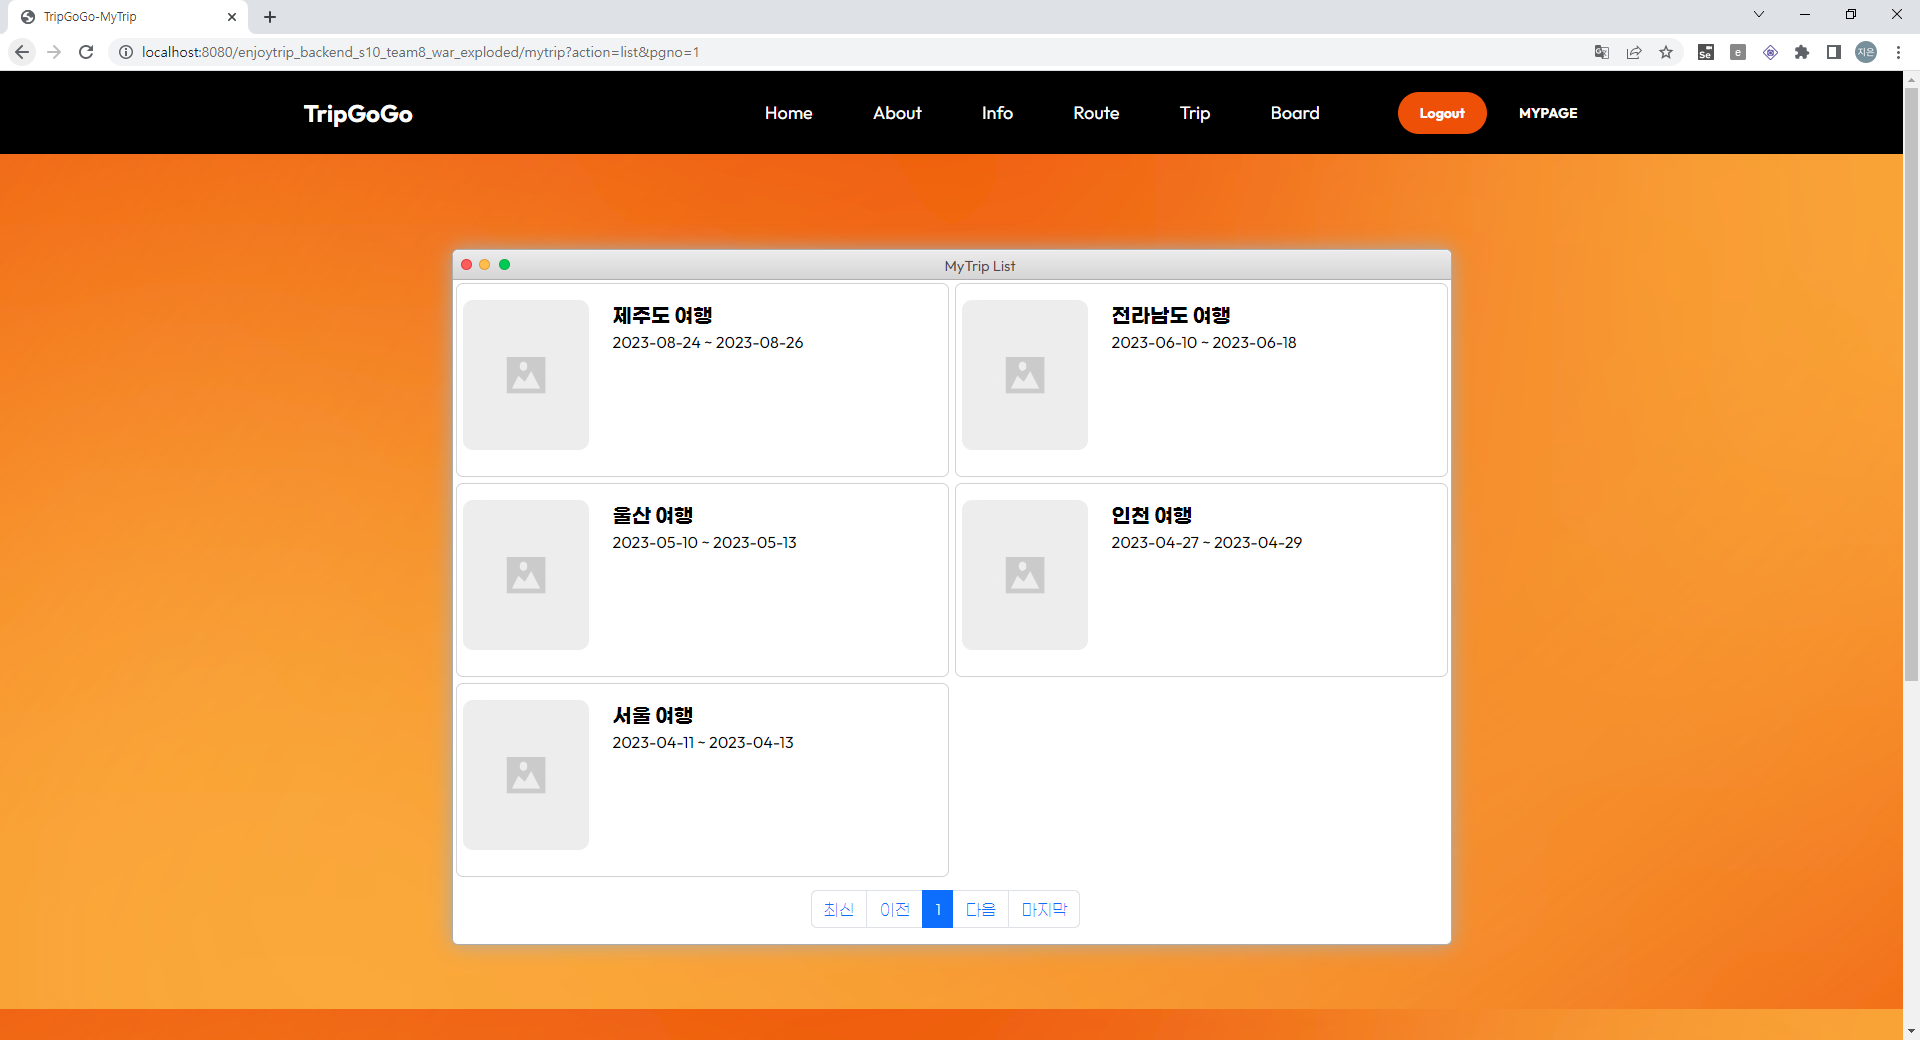 TripGoGo-MyTrip
localhost:8080/enjoytrip_backend_s10_team8_war_exploded/mytrip?action=list&pgno=1
Se
e
지은
TripGoGo
Home
About
Info
Route
Trip
Board
Logout
MYPAGE
MyTrip List
제주도 여행
2023-08-24 ~ 2023-08-26
전라남도 여행
2023-06-10 ~ 2023-06-18
울산 여행
2023-05-10 ~ 2023-05-13
인천 여행
2023-04-27 ~ 2023-04-29
서울 여행
2023-04-11 ~ 2023-04-13
최신
이전
1
다음
마지막